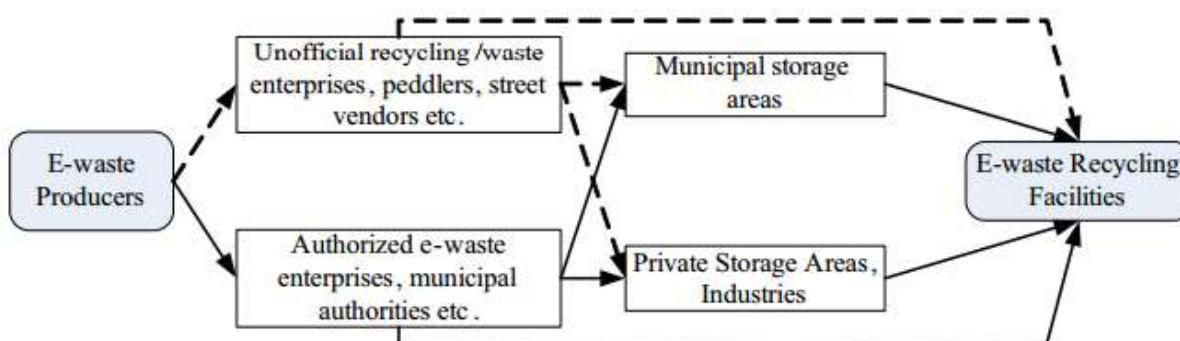 Unofficial recycling /waste
enterprises, peddlers, street
vendors etc.
Municipal storage
areas
E-waste
Producers
E-waste Recycling
Facilities
Authorized e-waste
enterprises, municipal
authorities etc.
Private Storage Areas,
Industries